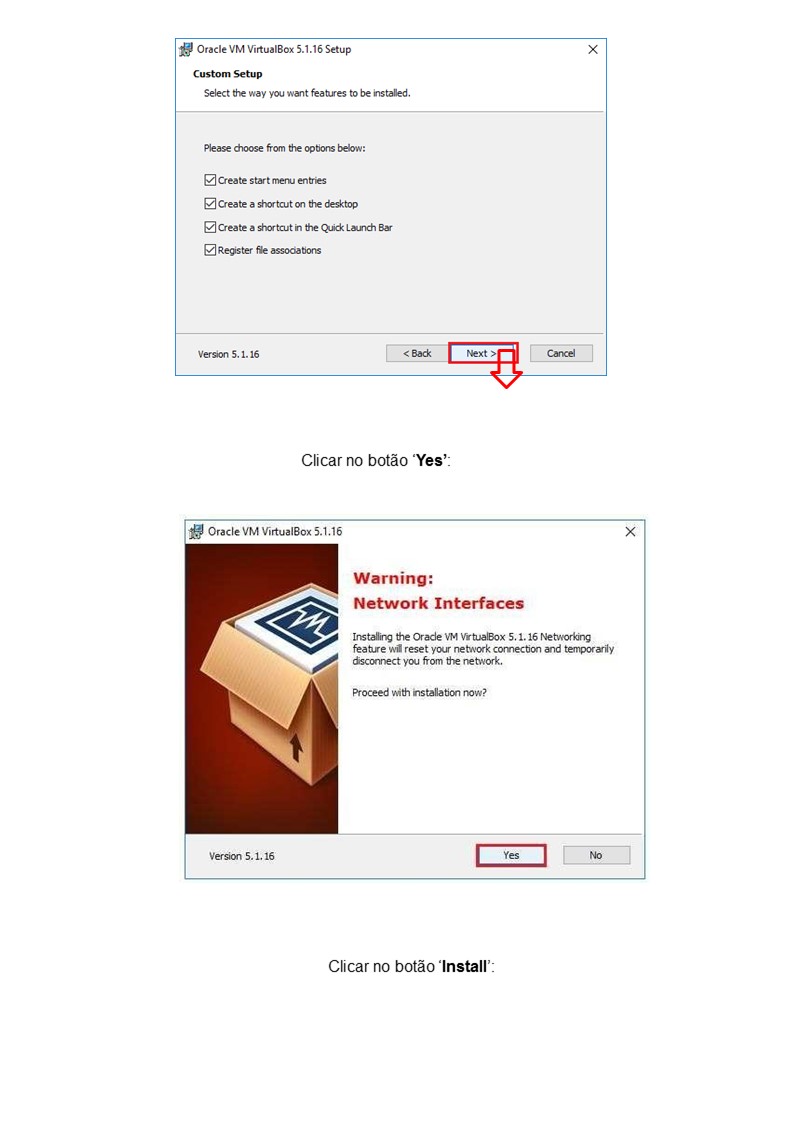 Oracle VM VirtualBox 5.1.16 Setup
Custom Setup
Select the way you want features to be installed.
Please choose from the options below:
Create start menu entries
Create a shortcut on the desktop
Create a shortcut in the Quick Launch Bar
Register file associations
Version 5.1.16
< Back
Next >
Cancel
Clicar no botão ‘Yes’:
Oracle VM VirtualBox 5.1.16
Warning:
Network Interfaces
Installing the Oracle VM VirtualBox 5.1.16 Networking
feature will reset your network connection and temporarily
disconnect you from the network.
Proceed with installation now?
Version 5.1.16
Yes
No
Clicar no botão ‘Install’: